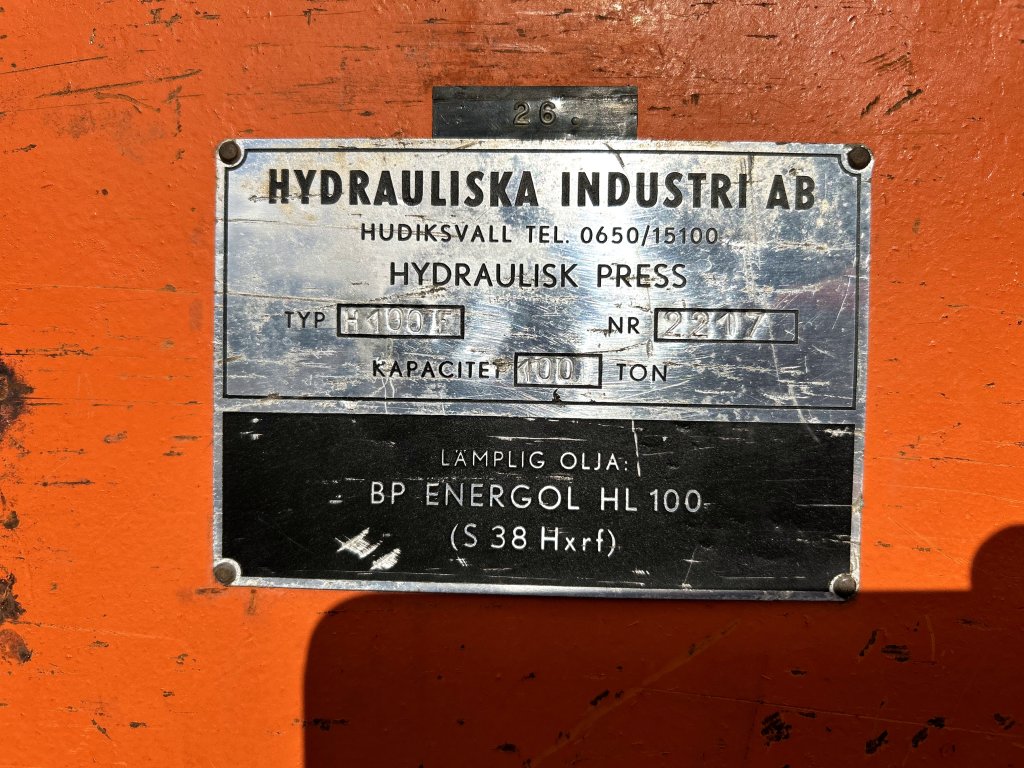 26.
HYDRAULISKA INDUSTRI AB
HUDIKSVALL TEL. 0650/15100
HYDRAULISK PRESS
TYP H100F NR 2217
KAPACITET 100 TON
LÄMPLIG OLJA:
BP ENERGOL HL 100
(S 38 Hxrf)